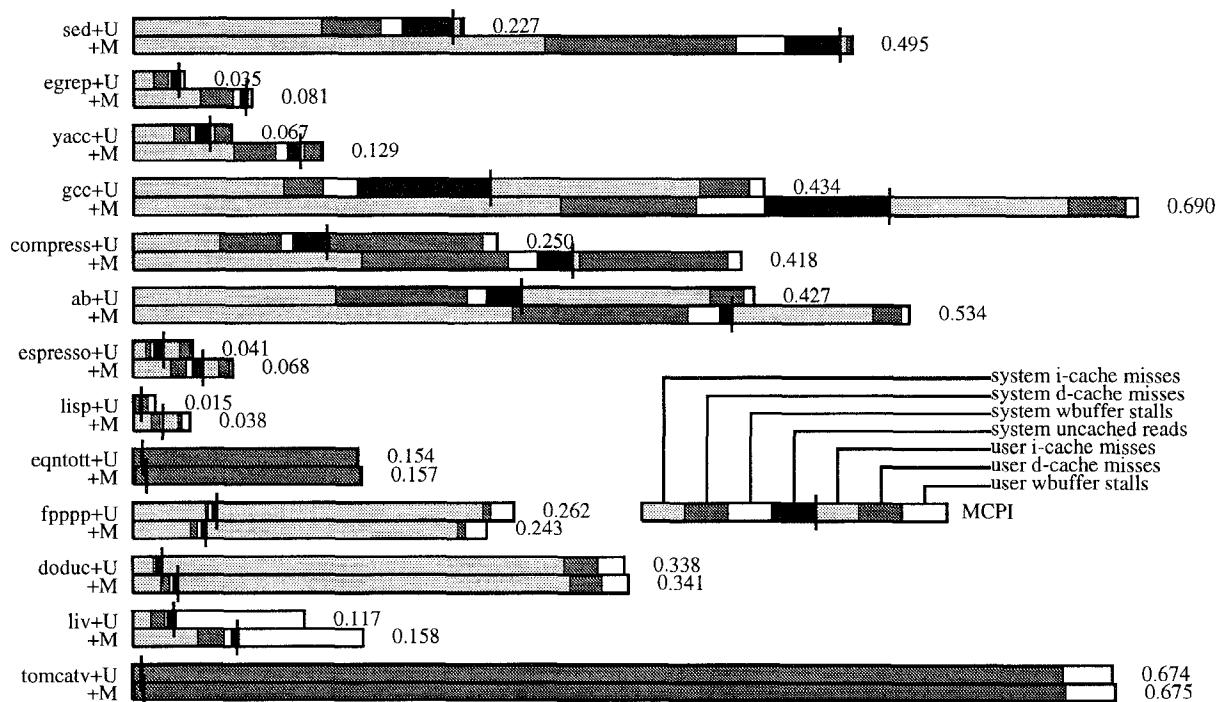 sed+U 0.227
+M 0.495
egrep+U 0.035
+M 0.081
yacc+U 0.067
+M 0.129
gcc+U 0.434
+M 0.690
compress+U 0.250
+M 0.418
ab+U 0.427
+M 0.534
espresso+U 0.041
+M 0.068
lisp+U 0.015
+M 0.038
eqntott+U 0.154
+M 0.157
fpppp+U 0.262
+M 0.243
doduc+U 0.338
+M 0.341
liv+U 0.117
+M 0.158
tomcatv+U 0.674
+M 0.675
system i-cache misses
system d-cache misses
system wbuffer stalls
system uncached reads
user i-cache misses
user d-cache misses
user wbuffer stalls
MCPI